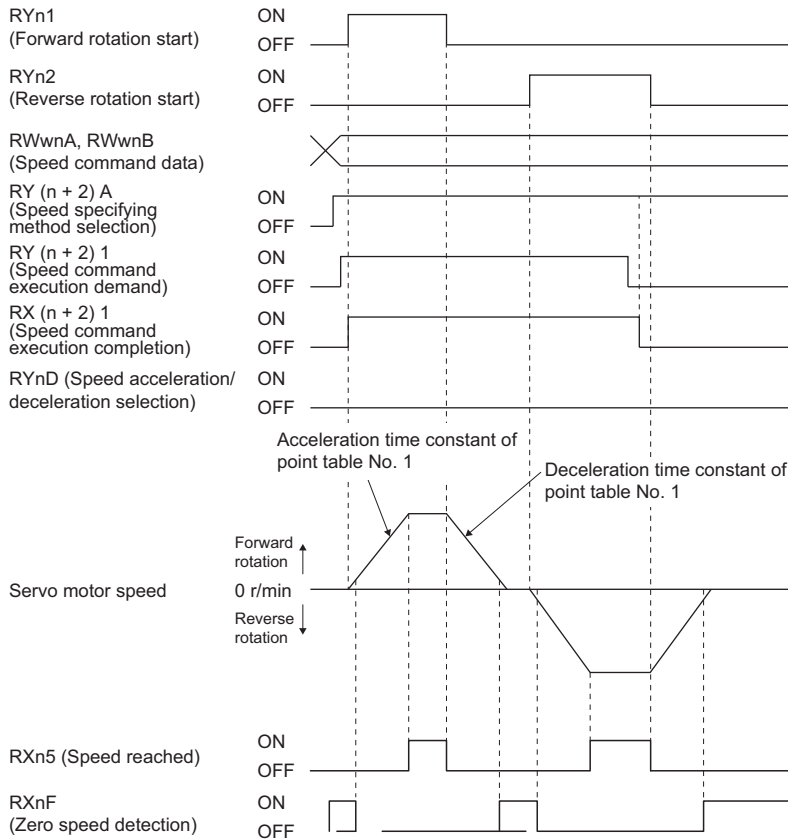 RYn1
(Forward rotation start)
ON
OFF
RYn2
(Reverse rotation start)
ON
OFF
RWwnA, RWwnB
(Speed command data)
RY (n + 2) A
(Speed specifying
method selection)
ON
OFF
RY (n + 2) 1
(Speed command
execution demand)
ON
OFF
RX (n + 2) 1
(Speed command
execution completion)
ON
OFF
RYnD (Speed acceleration/
deceleration selection)
ON
OFF
Acceleration time constant of
point table No. 1
Deceleration time constant of
point table No. 1
Servo motor speed
Forward
rotation
0 r/min
Reverse
rotation
RXn5 (Speed reached)
ON
OFF
RXnF
(Zero speed detection)
ON
OFF